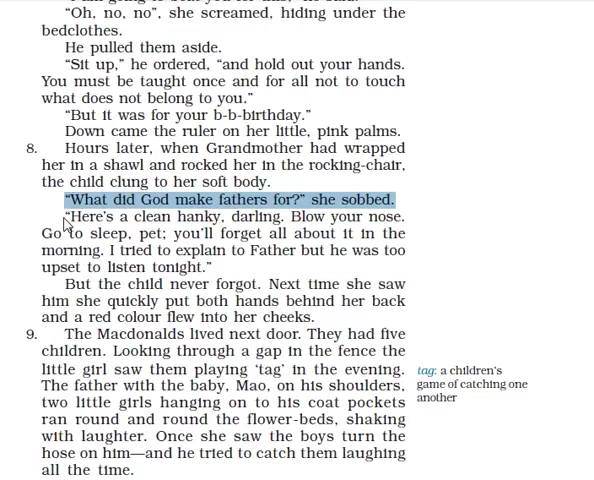 “Oh, no, no”, she screamed, hiding under the
bedclothes.
He pulled them aside.
“Sit up,” he ordered, “and hold out your hands.
You must be taught once and for all not to touch
what does not belong to you.”
“But it was for your b-b-birthday.”
Down came the ruler on her little, pink palms.
8. Hours later, when Grandmother had wrapped
her in a shawl and rocked her in the rocking-chair,
the child clung to her soft body.
“What did God make fathers for?” she sobbed.
“Here’s a clean hanky, darling. Blow your nose.
Go to sleep, pet; you’ll forget all about it in the
morning. I tried to explain to Father but he was too
upset to listen tonight.”
But the child never forgot. Next time she saw
him she quickly put both hands behind her back
and a red colour flew into her cheeks.
9. The Macdonalds lived next door. They had five
children. Looking through a gap in the fence the
little girl saw them playing ‘tag’ in the evening.
The father with the baby, Mao, on his shoulders,
two little girls hanging on to his coat pockets
ran round and round the flower-beds, shaking
with laughter. Once she saw the boys turn the
hose on him—and he tried to catch them laughing
all the time.
tag: a children’s
game of catching one
another